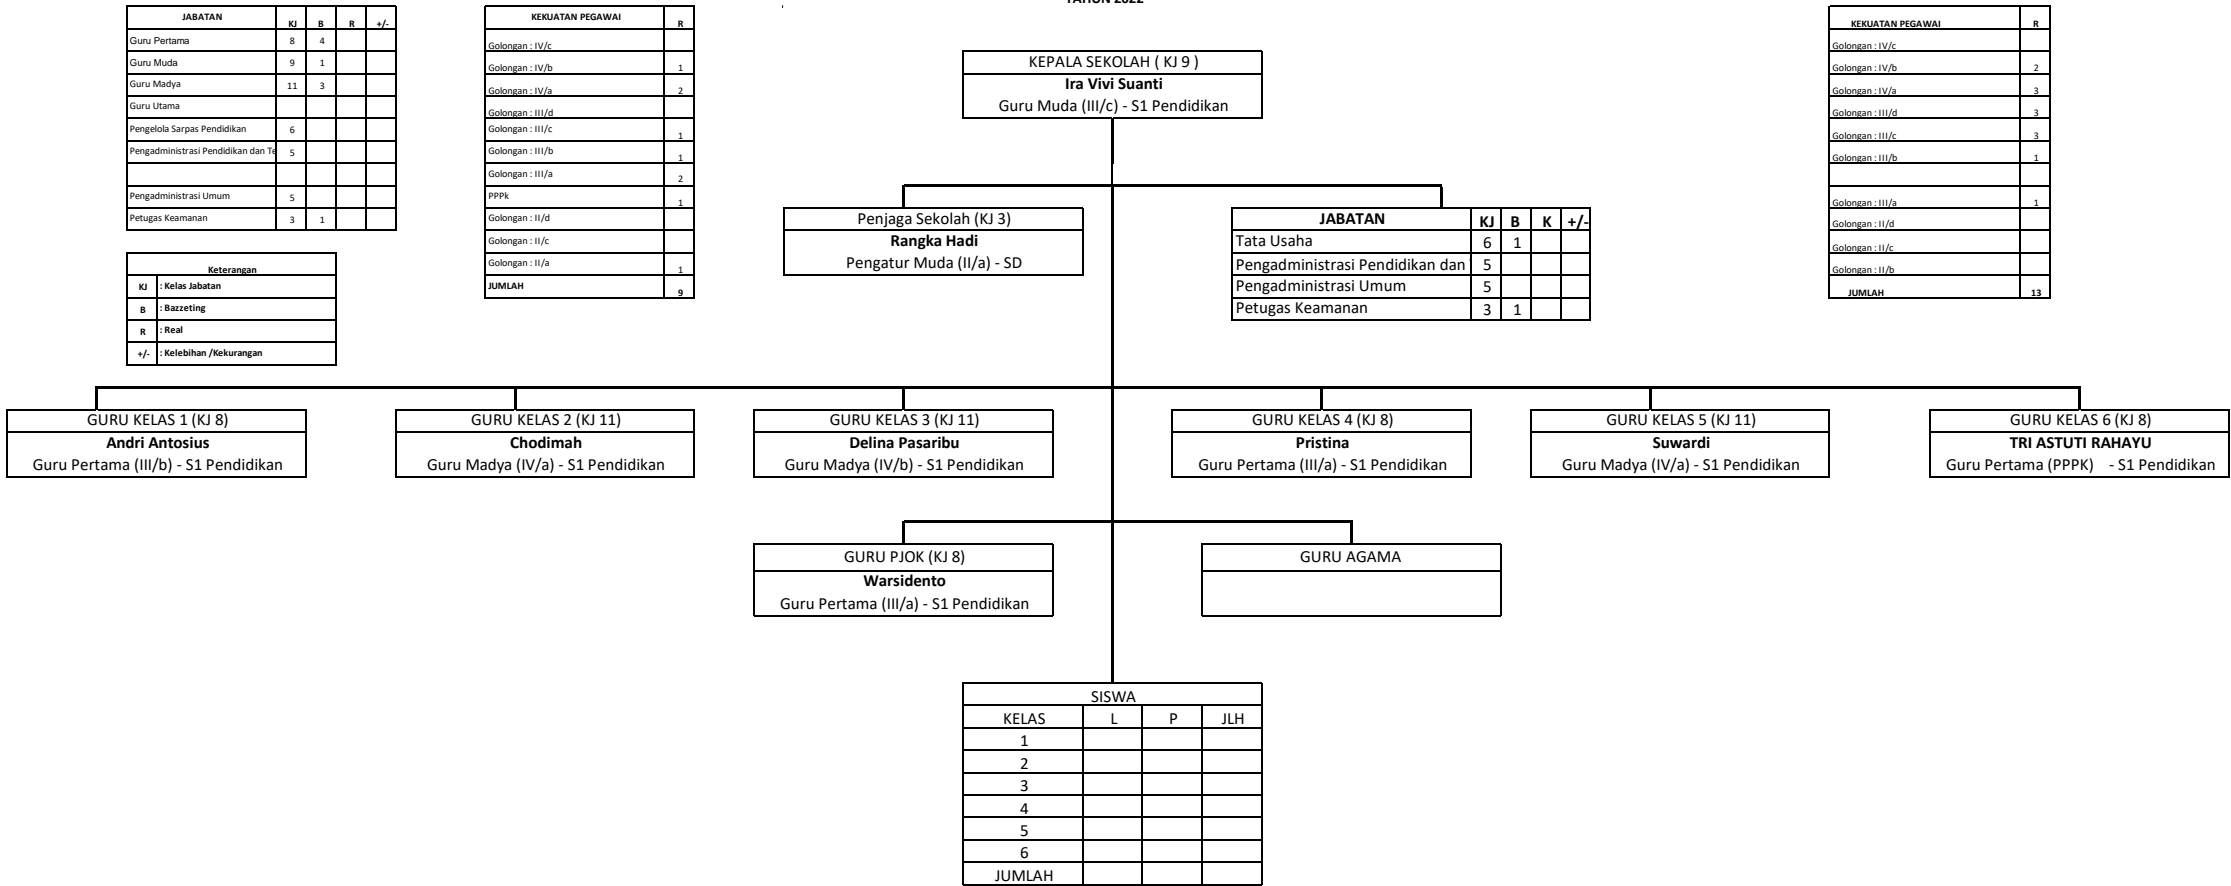 TAHUN 2022
JABATAN KJ B R +/-
Guru Pertama 8 4
Guru Muda 9 1
Guru Madya 11 3
Guru Utama
Pengelola Sarpas Pendidikan 6
Pengadministrasi Pendidikan dan Te 5
Pengadministrasi Umum 5
Petugas Keamanan 3 1
Keterangan
KJ : Kelas Jabatan
B : Bazzeting
R : Real
+/- : Kelebihan /Kekurangan
KEKUATAN PEGAWAI R
Golongan : IV/c
Golongan : IV/b 1
Golongan : IV/a 2
Golongan : III/d
Golongan : III/c 1
Golongan : III/b 1
Golongan : III/a 2
PPPk 1
Golongan : II/d
Golongan : II/c
Golongan : II/a 1
JUMLAH 9
KEPALA SEKOLAH ( KJ 9 )
Ira Vivi Suanti
Guru Muda (III/c) - S1 Pendidikan
Penjaga Sekolah (KJ 3)
Rangka Hadi
Pengatur Muda (II/a) - SD
JABATAN KJ B K +/-
Tata Usaha 6 1
Pengadministrasi Pendidikan dan 5
Pengadministrasi Umum 5
Petugas Keamanan 3 1
KEKUATAN PEGAWAI R
Golongan : IV/c
Golongan : IV/b 2
Golongan : IV/a 3
Golongan : III/d 3
Golongan : III/c 3
Golongan : III/b 1
Golongan : III/a 1
Golongan : II/d
Golongan : II/c
Golongan : II/b
JUMLAH 13
GURU KELAS 1 (KJ 8)
Andri Antosius
Guru Pertama (III/b) - S1 Pendidikan
GURU KELAS 2 (KJ 11)
Chodimah
Guru Madya (IV/a) - S1 Pendidikan
GURU KELAS 3 (KJ 11)
Delina Pasaribu
Guru Madya (IV/b) - S1 Pendidikan
GURU KELAS 4 (KJ 8)
Pristina
Guru Pertama (III/a) - S1 Pendidikan
GURU KELAS 5 (KJ 11)
Suwardi
Guru Madya (IV/a) - S1 Pendidikan
GURU KELAS 6 (KJ 8)
TRI ASTUTI RAHAYU
Guru Pertama (PPPK) - S1 Pendidikan
GURU PJOK (KJ 8)
Warsidento
Guru Pertama (III/a) - S1 Pendidikan
GURU AGAMA
SISWA
KELAS L P JLH
1
2
3
4
5
6
JUMLAH